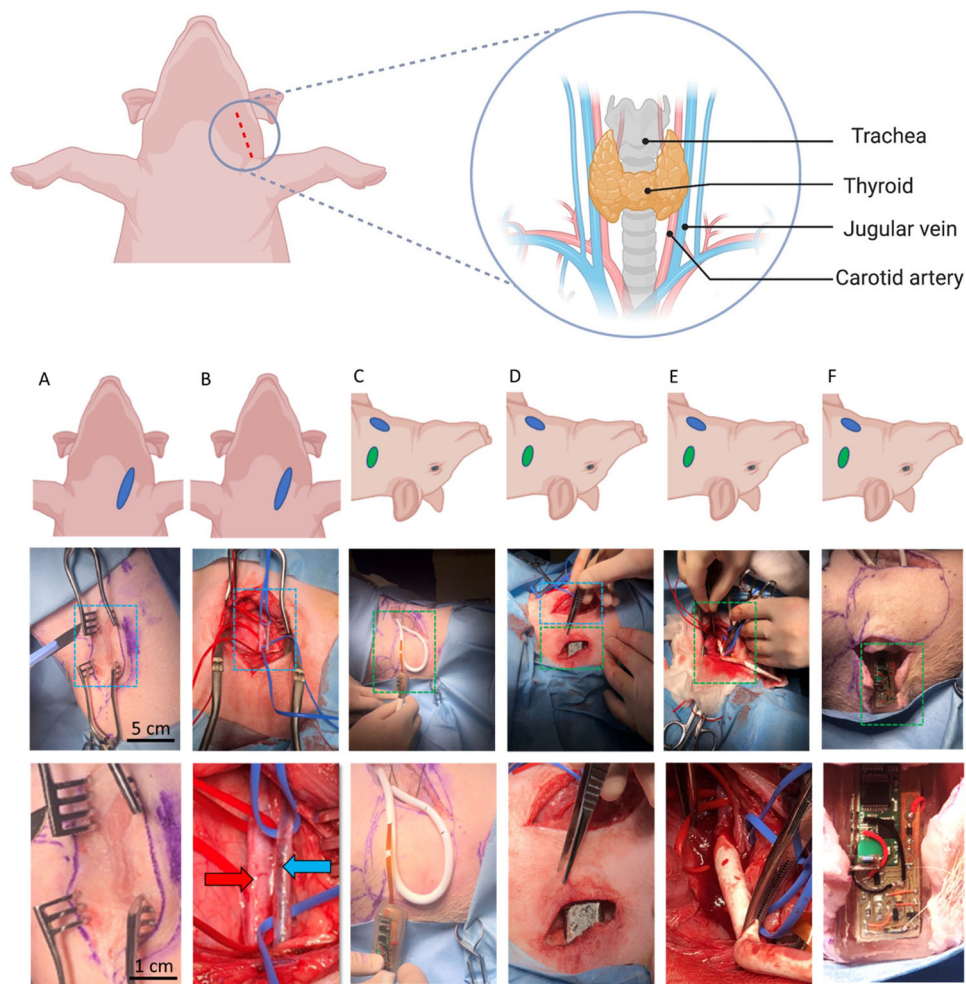 Trachea
Thyroid
Jugular vein
Carotid artery
A
B
C
D
E
F
5 cm
1 cm